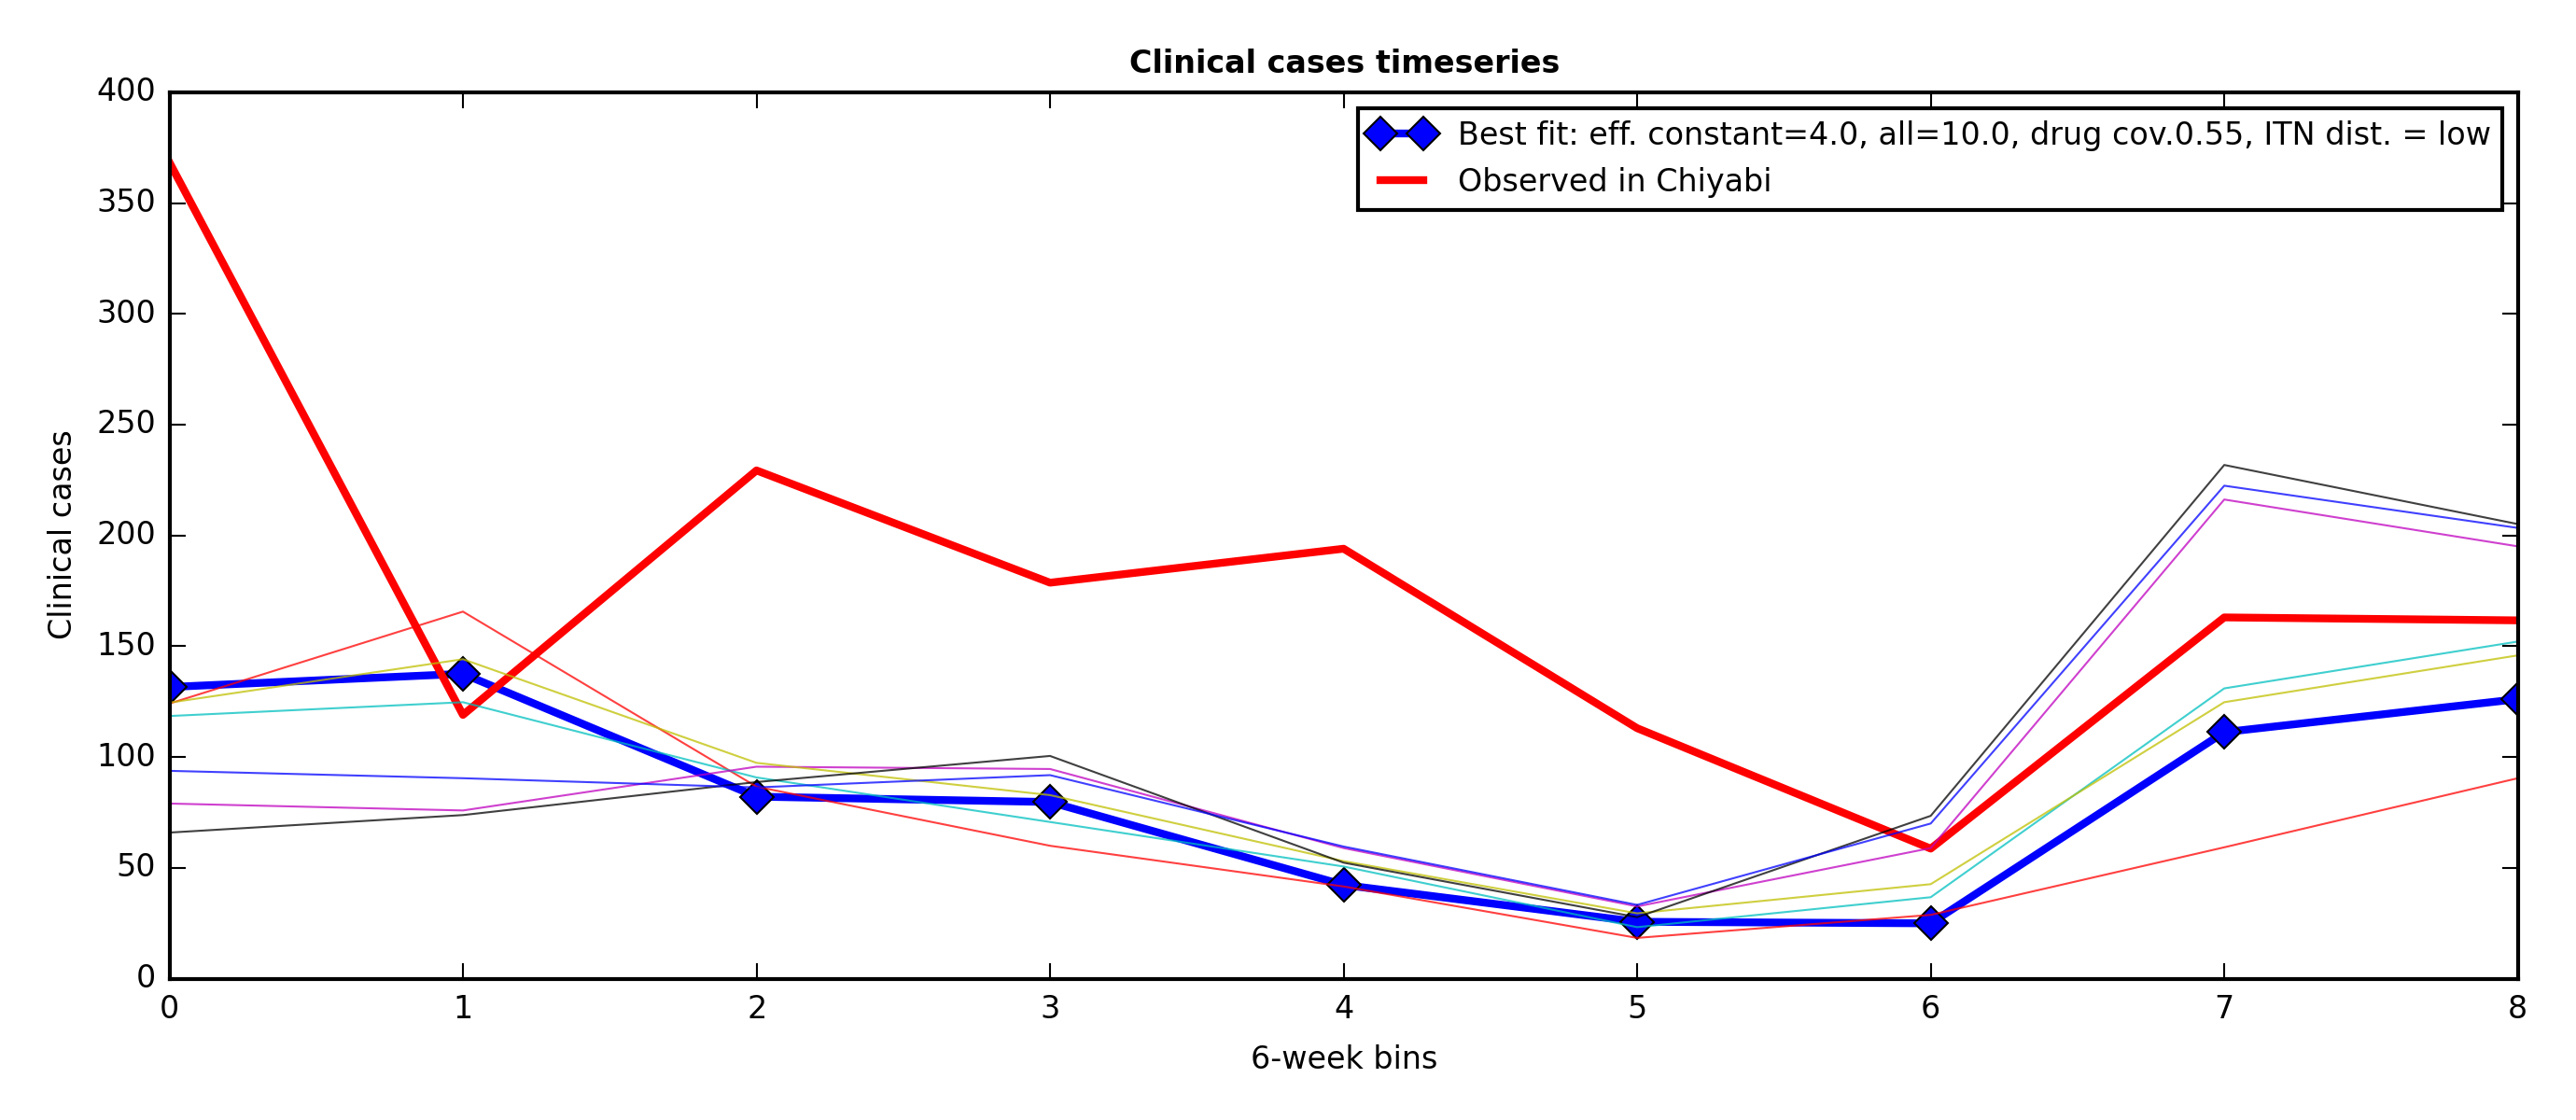 Clinical cases timeseries
400
350
300
250
200
150
100
50
0
Clinical cases
Best fit: eff. constant=4.0, all=10.0, drug cov.0.55, ITN dist. = low
Observed in Chiyabi
0 1 2 3 4 5 6 7 8
6-week bins